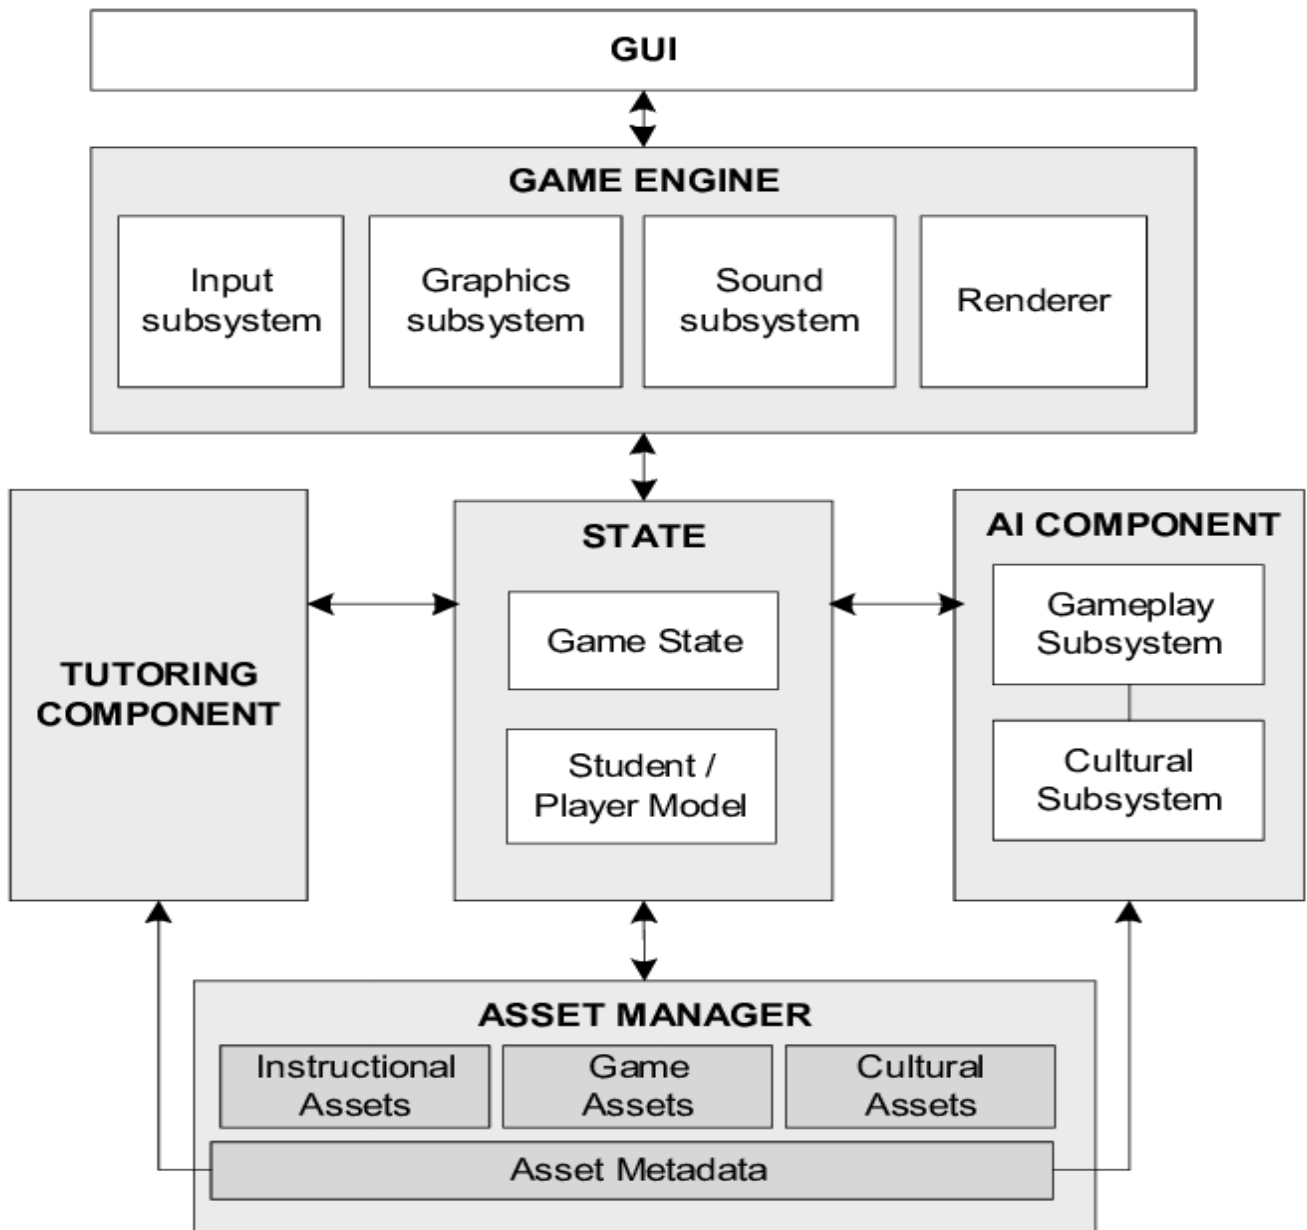 GUI
GAME ENGINE
Input
subsystem
Graphics
subsystem
Sound
subsystem
Renderer
TUTORING
COMPONENT
STATE
Game State
Student /
Player Model
AI COMPONENT
Gameplay
Subsystem
Cultural
Subsystem
ASSET MANAGER
Instructional
Assets
Game
Assets
Cultural
Assets
Asset Metadata